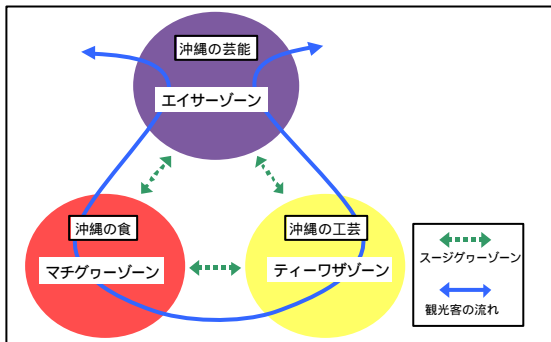 沖縄の芸能
エイサーゾーン
沖縄の食
マチグヮーゾーン
沖縄の工芸
ティーワザゾーン
スージグヮーゾーン
観光客の流れ